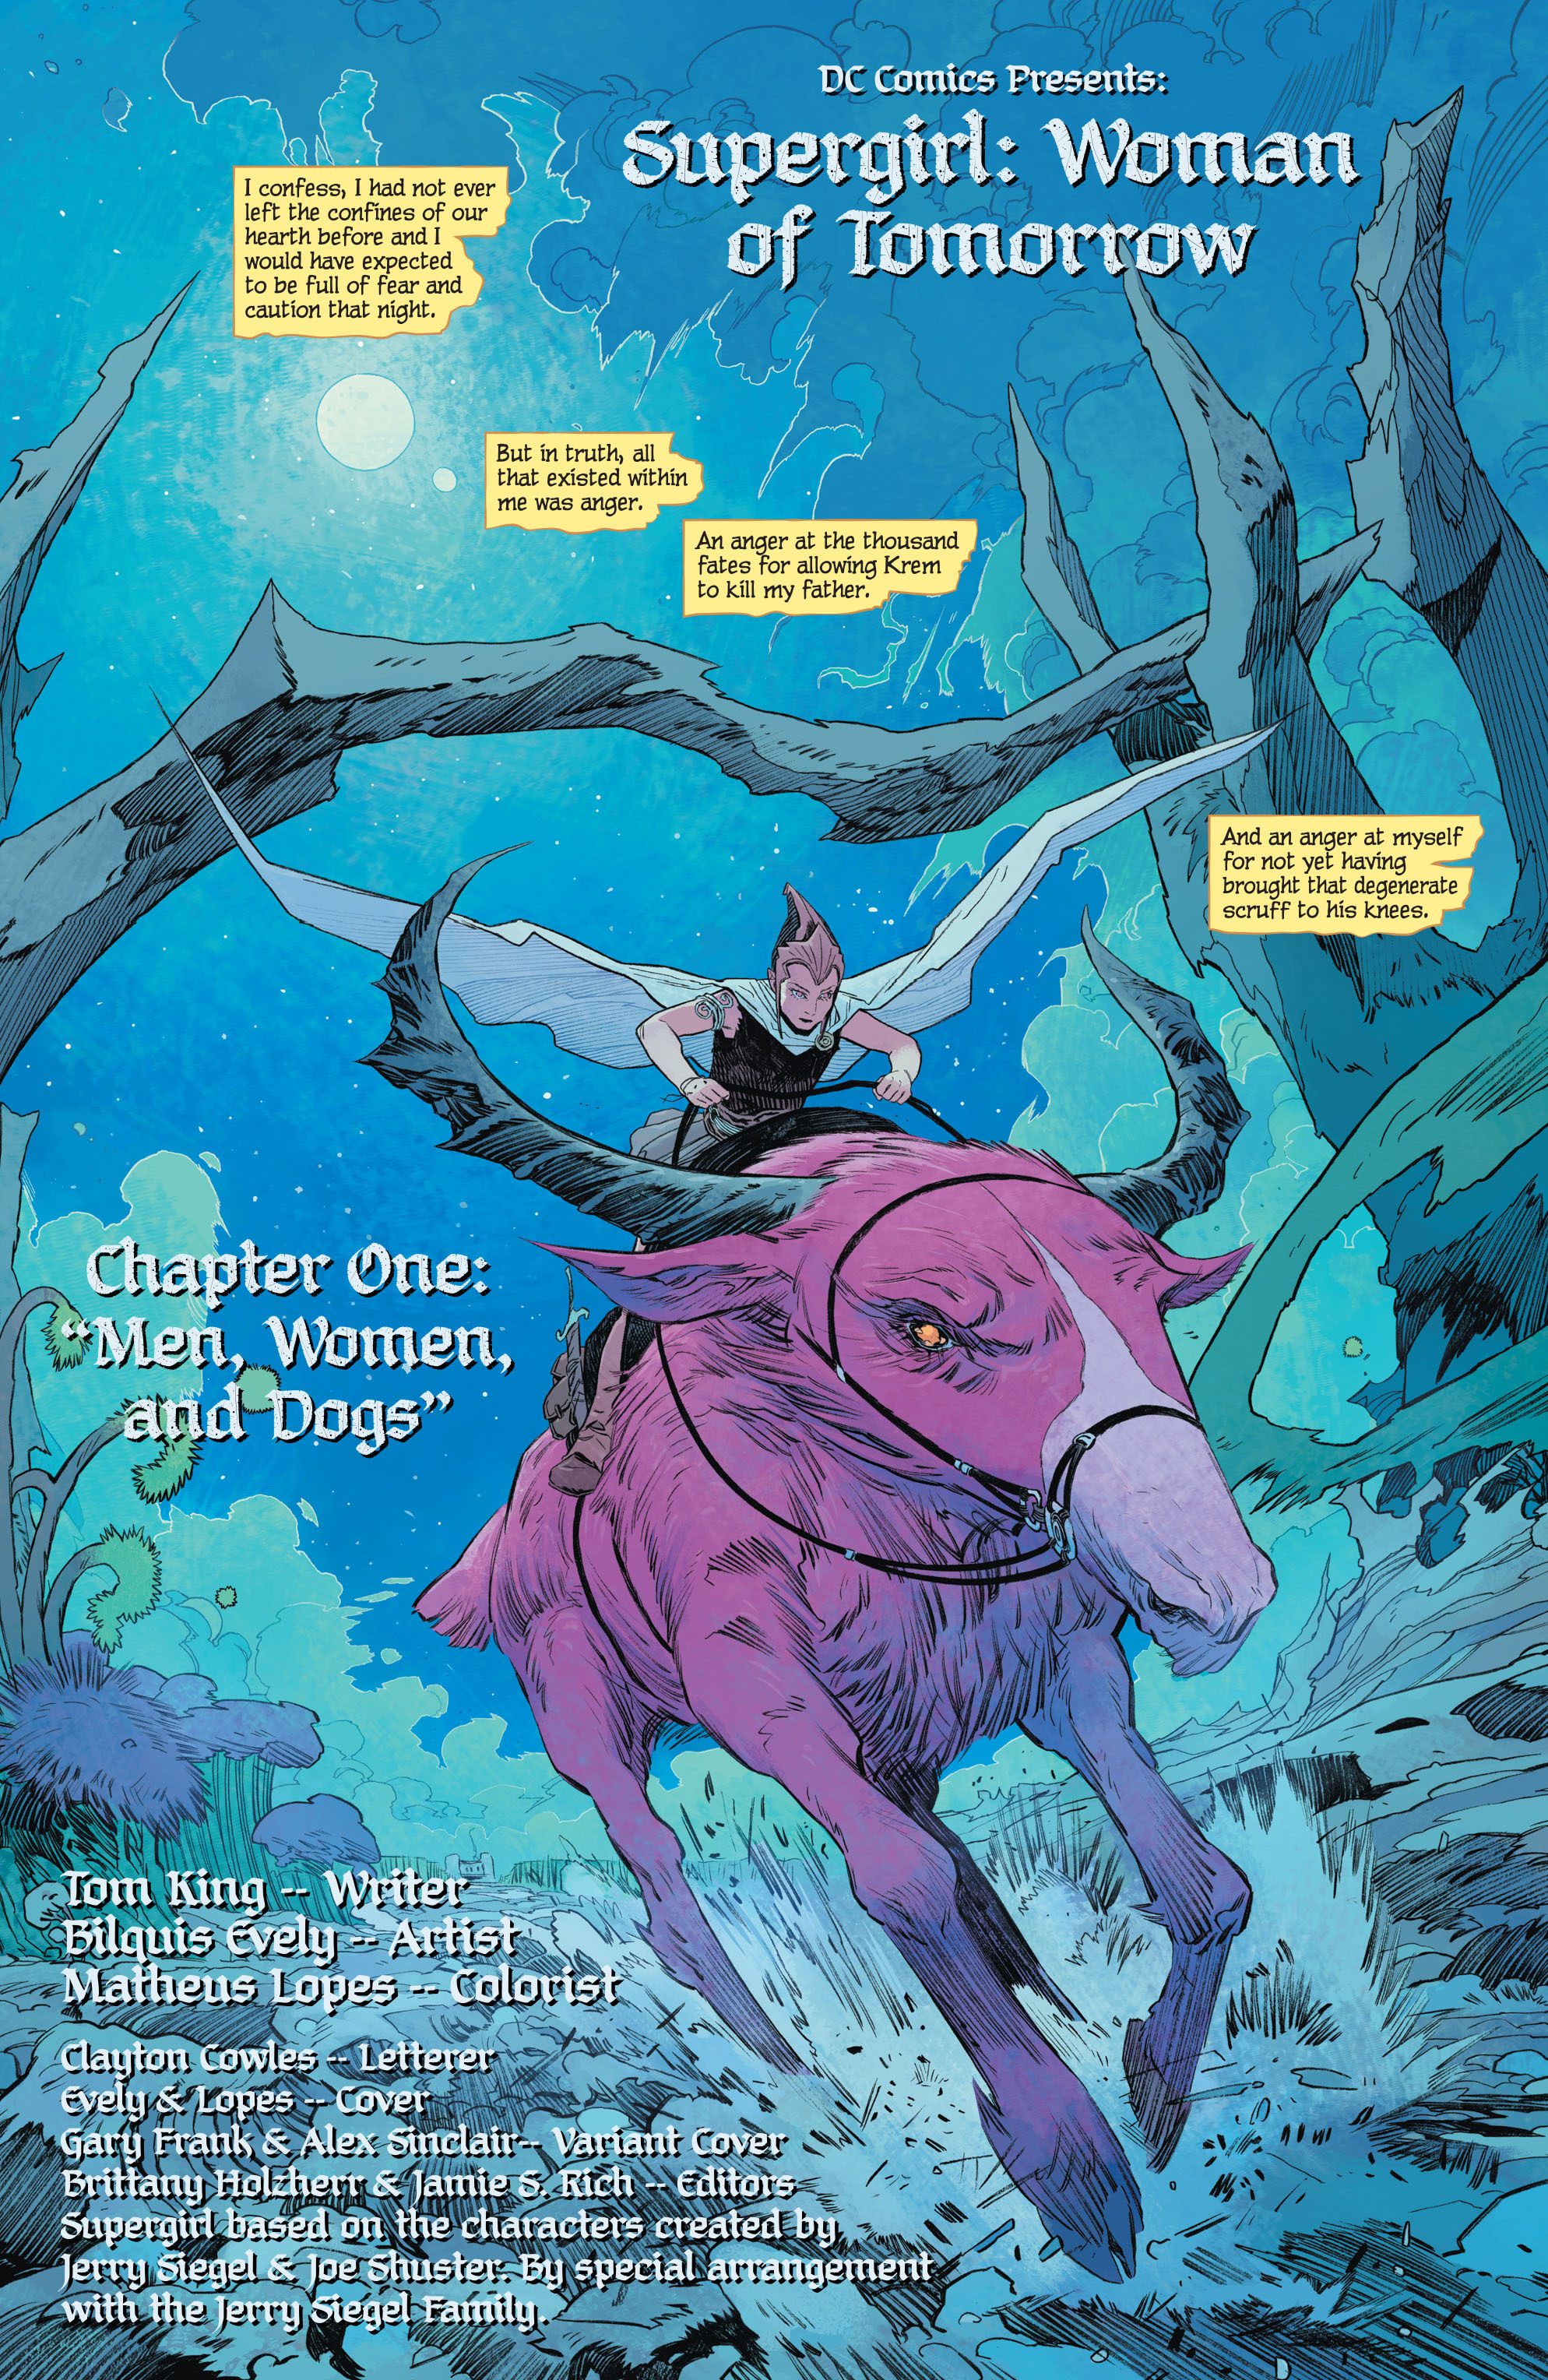 DC Comics Presents:
Supergirl: Woman
of Tomorrow
I confess, I had not ever
left the confines of our
hearth before and I
would have expected
to be full of fear and
caution that night.
But in truth, all
that existed within
me was anger.
An anger at the thousand
fates for allowing Krem
to kill my father.
And an anger at myself
for not yet having
brought that degenerate
scruff to his knees.
Chapter One:
“Men, Women,
and Dogs”
Tom King -- Writer
Bilquis Evely -- Artist
Matheus Lopes -- Colorist
Clayton Cowles -- Letterer
Evely & Lopes -- Cover
Gary Frank & Alex Sinclair-- Variant Cover
Brittany Holzherr & Jamie S. Rich -- Editors
Supergirl based on the characters created by
Jerry Siegel & Joe Shuster. By special arrangement
with the Jerry Siegel Family.